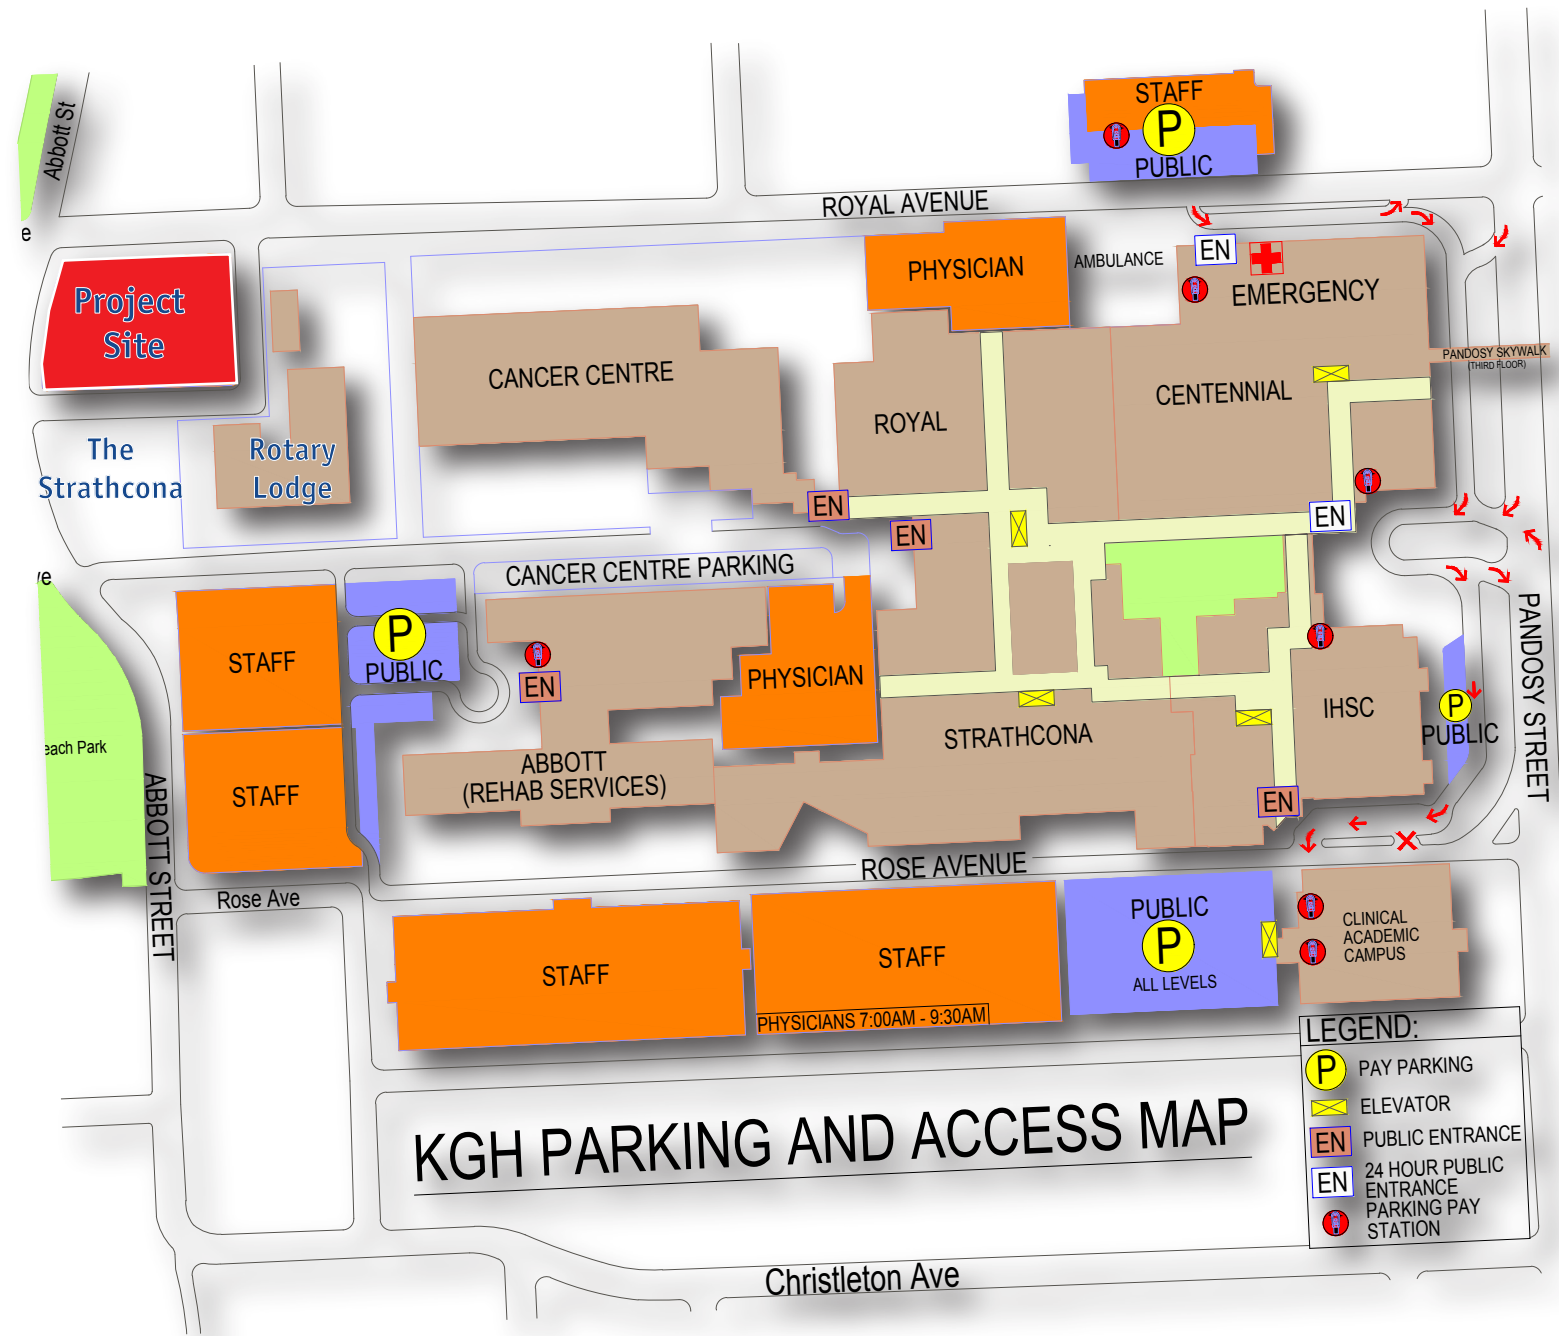 Abbott St
STAFF
P
PUBLIC
ROYAL AVENUE
e
PHYSICIAN
AMBULANCE
EN
EMERGENCY
Project
Site
PANDOSY SKYWALK
(THIRD FLOOR)
CANCER CENTRE
CENTENNIAL
ROYAL
The
Strathcona
Rotary
Lodge
EN
EN
EN
CANCER CENTRE PARKING
ve
STAFF
P
PUBLIC
EN
PHYSICIAN
PANDOSY STREET
IHSC
P
PUBLIC
STRATHCONA
each Park
ABBOTT
(REHAB SERVICES)
ABBOTT STREET
STAFF
EN
ROSE AVENUE
Rose Ave
STAFF
STAFF
PHYSICIANS 7:00AM - 9:30AM
PUBLIC
P
ALL LEVELS
CLINICAL
ACADEMIC
CAMPUS
LEGEND:
P PAY PARKING
ELEVATOR
EN PUBLIC ENTRANCE
EN 24 HOUR PUBLIC
ENTRANCE
PARKING PAY
STATION
KGH PARKING AND ACCESS MAP
Christleton Ave